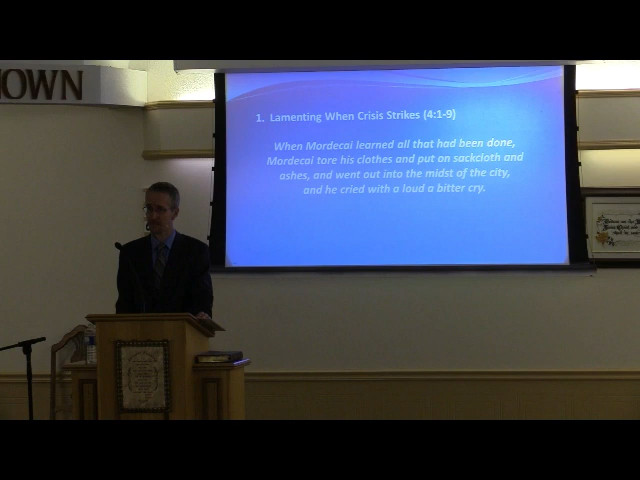 NOWN
1. Lamenting When Crisis Strikes (4:1-9)
When Mordecai learned all that had been done,
Mordecai tore his clothes and put on sackcloth and
ashes, and went out into the midst of the city,
and he cried with a loud a bitter cry.